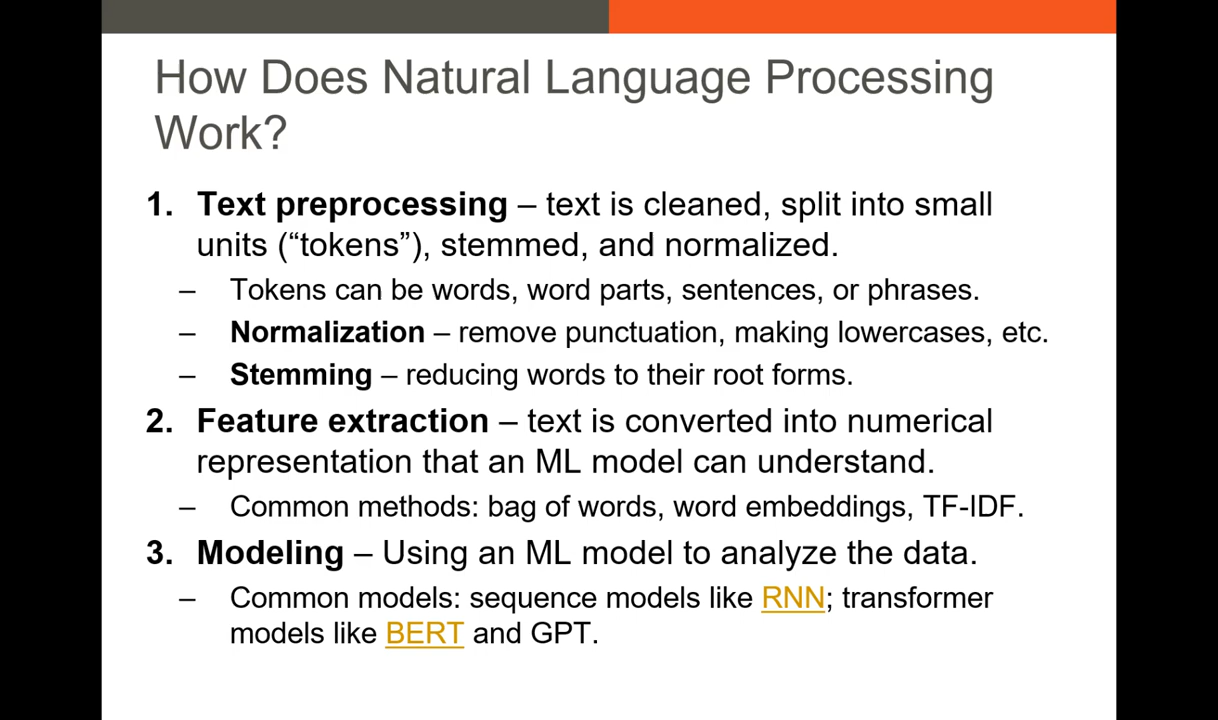 How Does Natural Language Processing
Work?
1. Text preprocessing – text is cleaned, split into small
units (“tokens”), stemmed, and normalized.
– Tokens can be words, word parts, sentences, or phrases.
– Normalization – remove punctuation, making lowercases, etc.
– Stemming – reducing words to their root forms.
2. Feature extraction – text is converted into numerical
representation that an ML model can understand.
– Common methods: bag of words, word embeddings, TF-IDF.
3. Modeling – Using an ML model to analyze the data.
– Common models: sequence models like RNN; transformer
models like BERT and GPT.